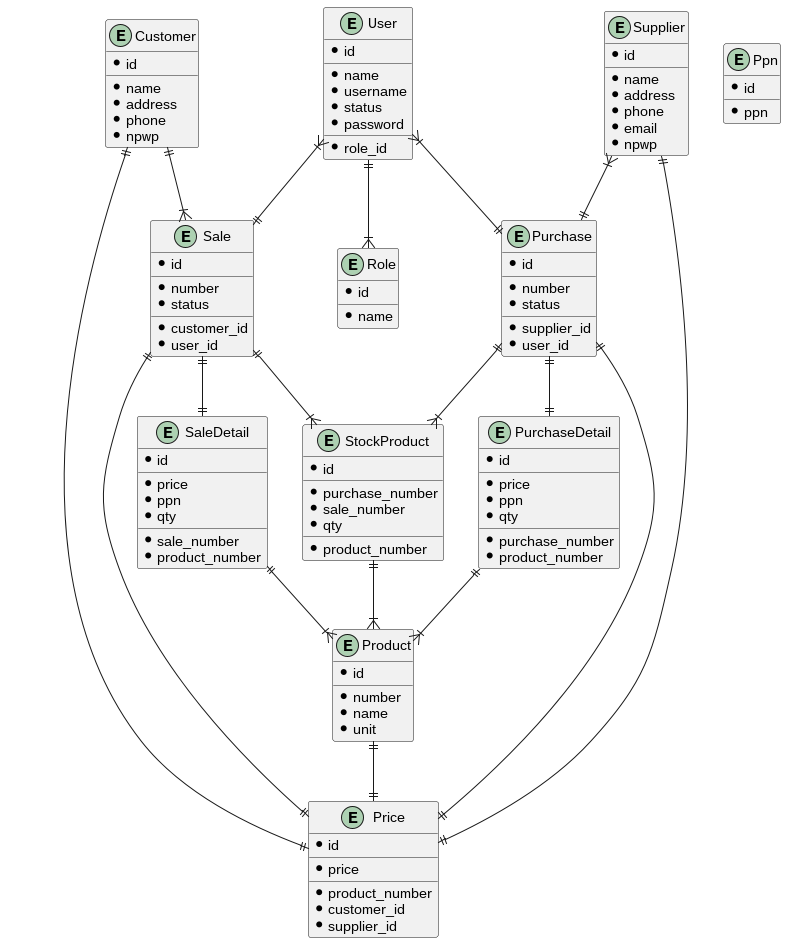 E Customer
id
name
address
phone
npwp
E User
id
name
username
status
password
role_id
E Supplier
id
name
address
phone
email
npwp
E Ppn
id
ppn
E Sale
id
number
status
customer_id
user_id
E Role
id
name
E Purchase
id
number
status
supplier_id
user_id
E SaleDetail
id
price
ppn
qty
sale_number
product_number
E StockProduct
id
purchase_number
sale_number
qty
product_number
E PurchaseDetail
id
price
ppn
qty
purchase_number
product_number
E Product
id
number
name
unit
E Price
id
price
product_number
customer_id
supplier_id